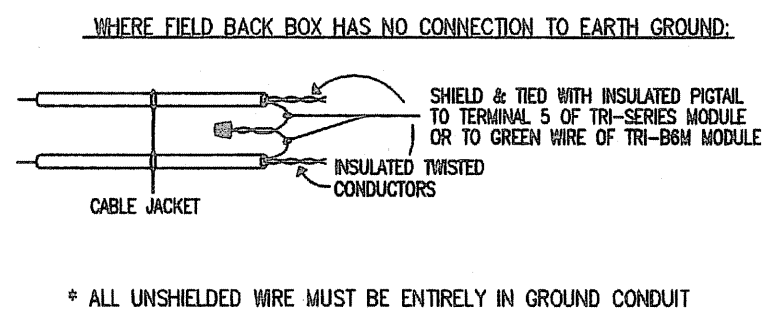 WHERE FIELD BACK BOX HAS NO CONNECTION TO EARTH GROUND:
SHIELD & TIED WITH INSULATED PIGTAIL
TO TERMINAL 5 OF TRI-SERIES MODULE
OR TO GREEN WIRE OF TRI-B6M MODULE
INSULATED TWISTED
CONDUCTORS
CABLE JACKET
* ALL UNSHIELDED WIRE MUST BE ENTIRELY IN GROUND CONDUIT